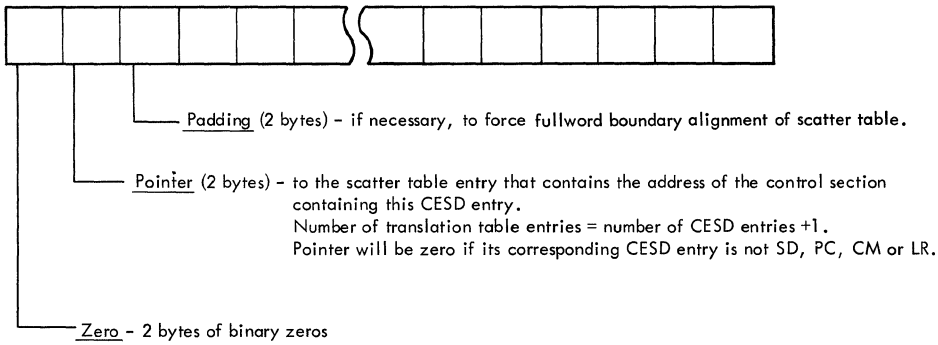 Padding (2 bytes) - if necessary, to force fullword boundary alignment of scatter table.
Pointer (2 bytes) - to the scatter table entry that contains the address of the control section
containing this CESD entry.
Number of translation table entries = number of CESD entries +1.
Pointer will be zero if its corresponding CESD entry is not SD, PC, CM or LR.
Zero - 2 bytes of binary zeros